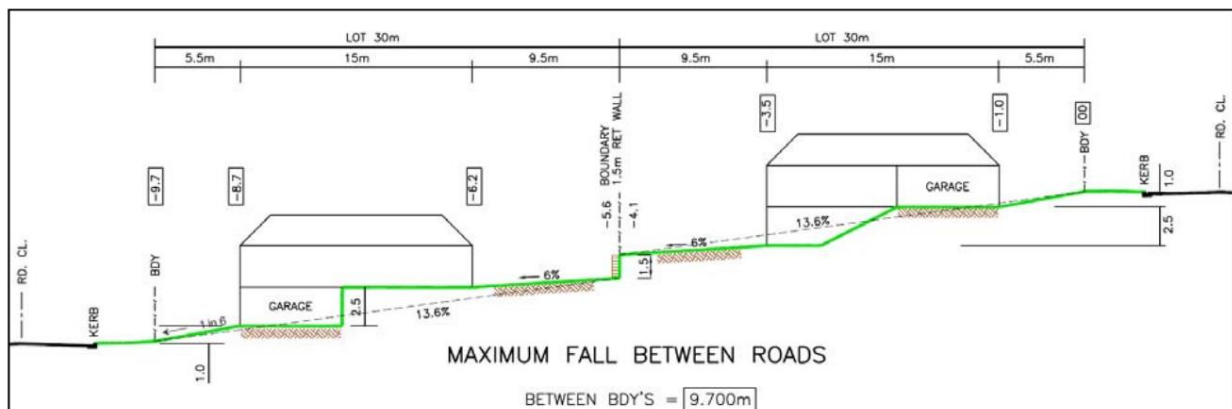 LOT 30m
LOT 30m
5.5m
15m
9.5m
9.5m
15m
5.5m
RD. CL.
KERB
BDY
-9.7
-8.7
-6.2
-5.6 BOUNDARY
1.5m RET WALL
-4.1
-3.5
-1.0
00
BDY
KERB
RD. CL.
1.0
2.5
GARAGE
13.6%
6%
1.5
6%
13.6%
GARAGE
2.5
1.0
MAXIMUM FALL BETWEEN ROADS
BETWEEN BDY'S = 9.700m